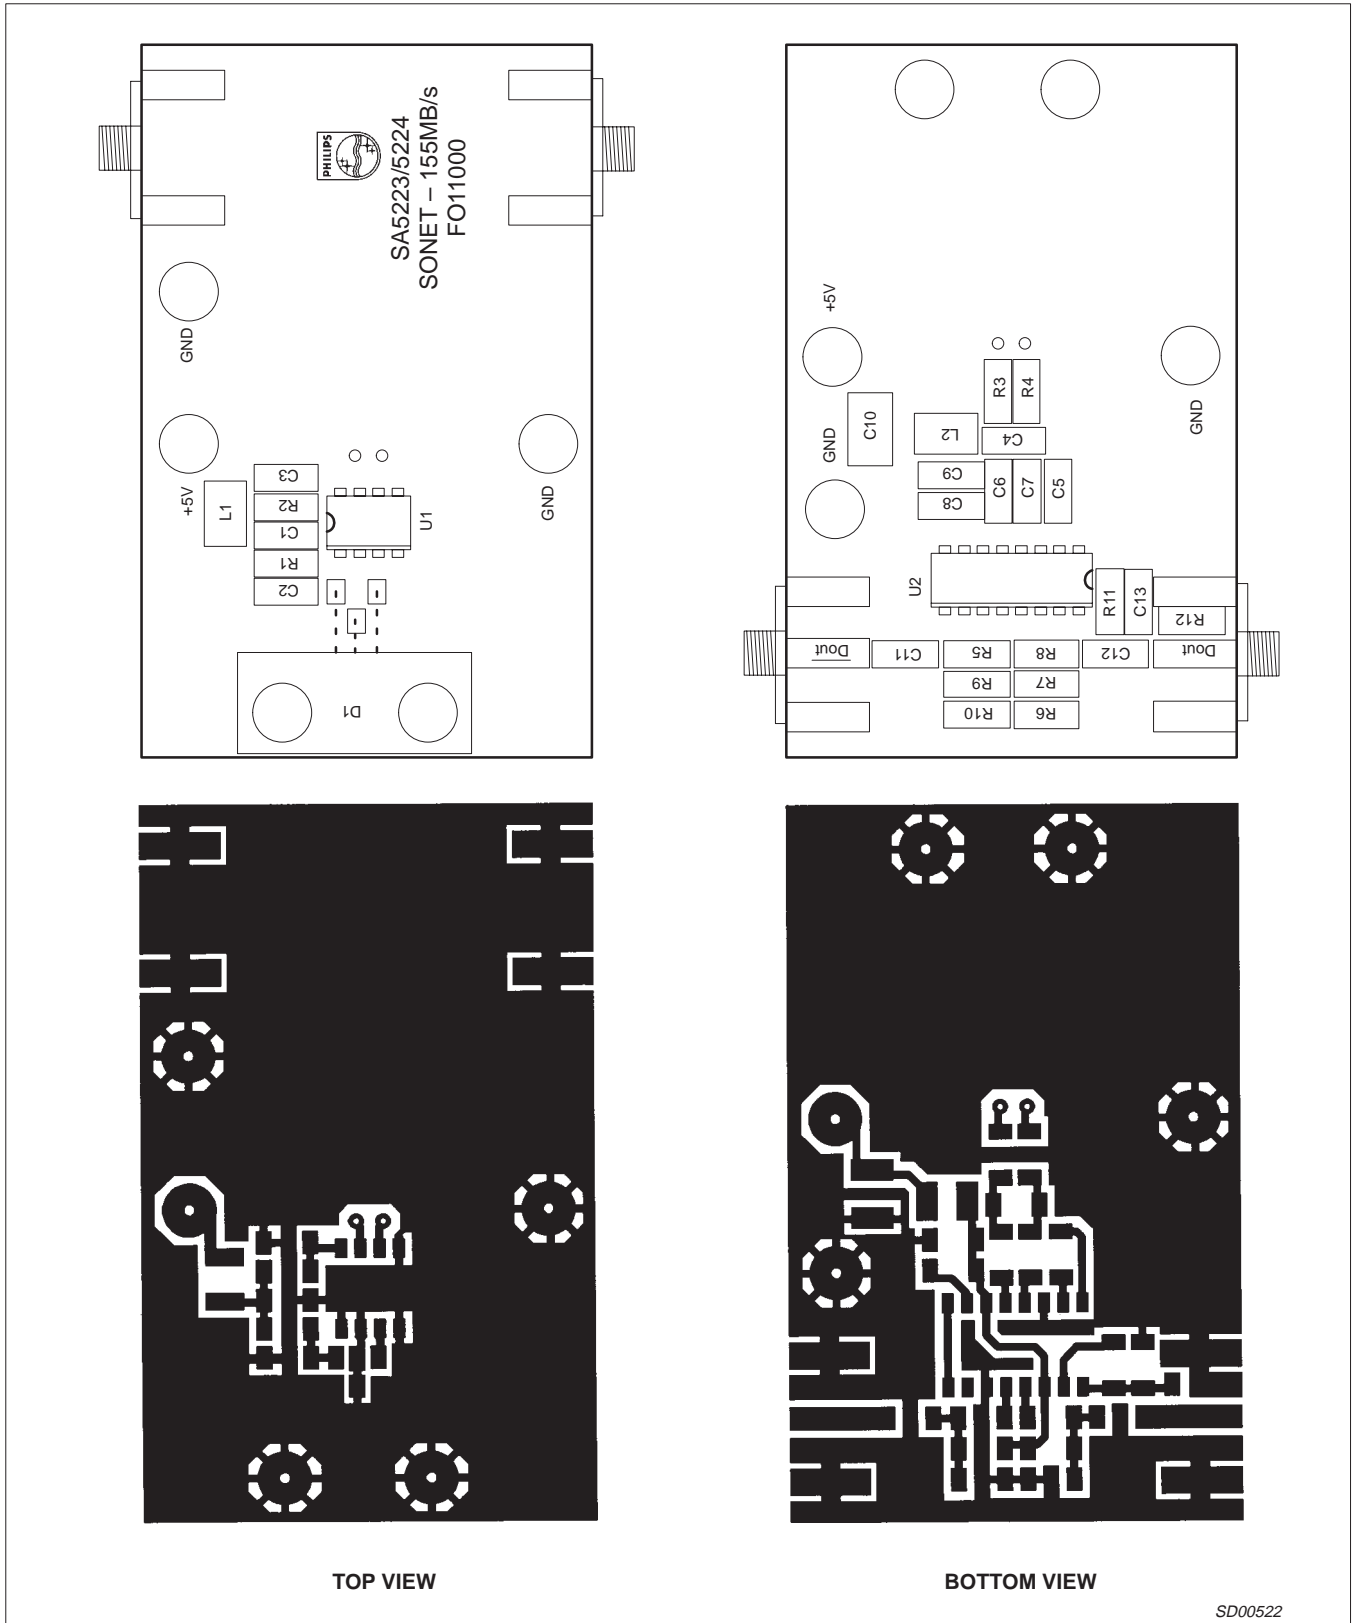 PHILIPS
SA5223/5224
SONET – 155MB/s
FO11000
GND
+5V
GND
L1
C3
R2
C1
R1
C2
U1
D1
+5V
GND
GND
C10
L2
R3
R4
C4
C9
C8
C6
C7
C5
U2
R11
C13
R12
Dout
C11
R5
R8
C12
Dout
R9
R7
R10
R6
TOP VIEW
BOTTOM VIEW
SD00522